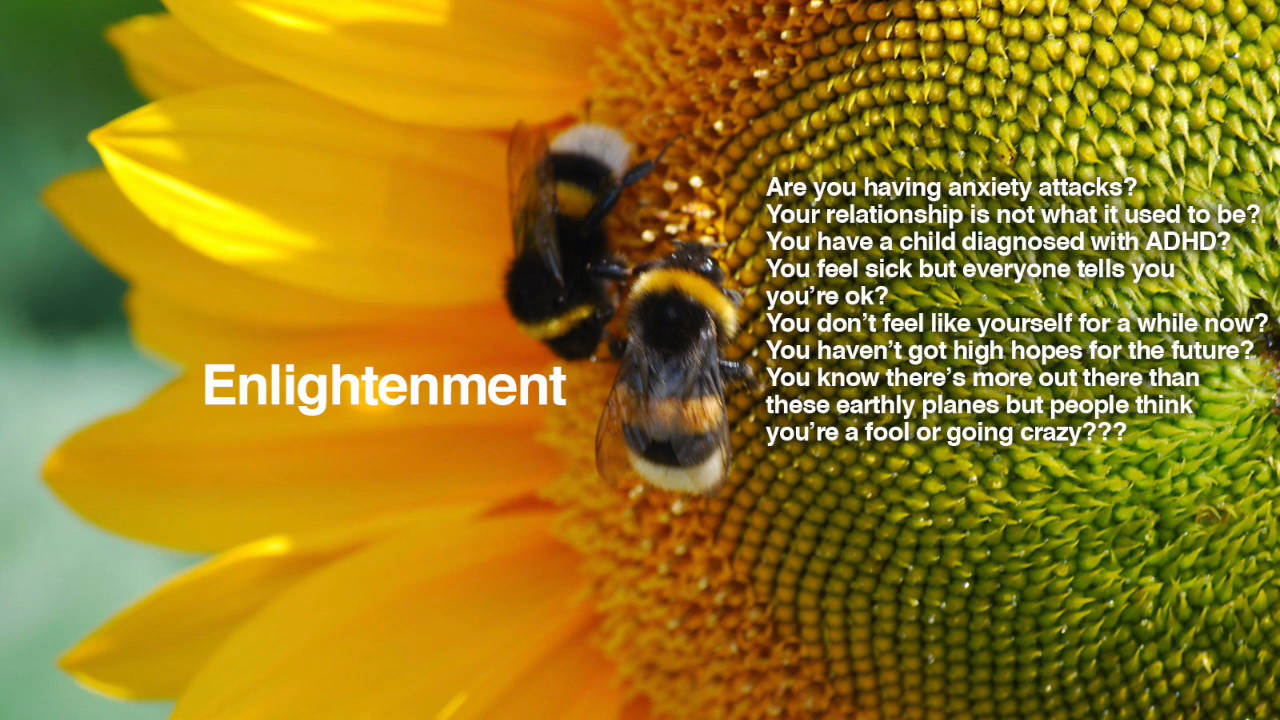 Enlightenment
Are you having anxiety attacks?
Your relationship is not what it used to be?
You have a child diagnosed with ADHD?
You feel sick but everyone tells you
you’re ok?
You don’t feel like yourself for a while now?
You haven’t got high hopes for the future?
You know there’s more out there than
these earthly planes but people think
you’re a fool or going crazy???